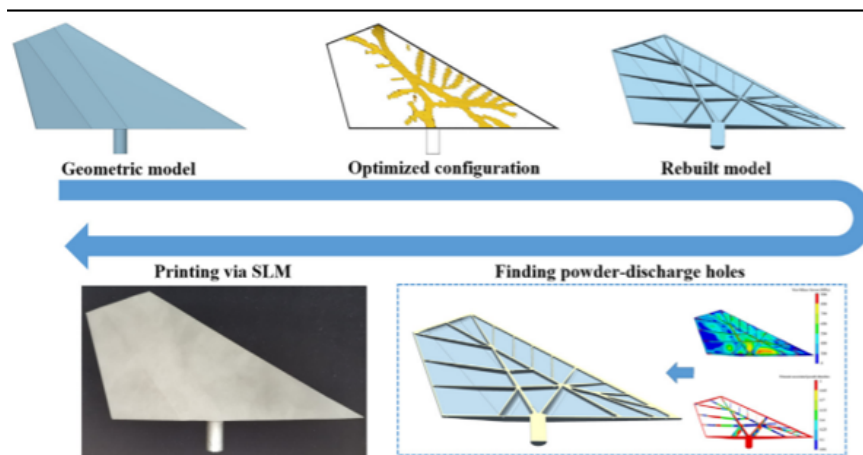 Geometric model
Optimized configuration
Rebuilt model
Printing via SLM
Finding powder-discharge holes